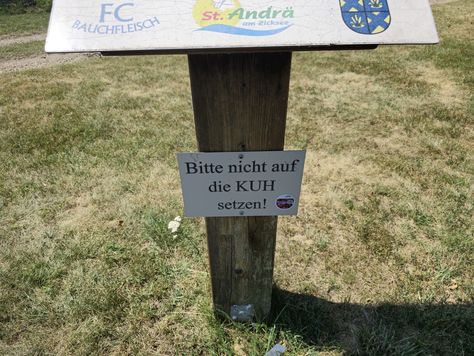 FC
BAUCHFLEISCH
St. Andrä
am Zicksee
Bitte nicht auf
die KUH
setzen!